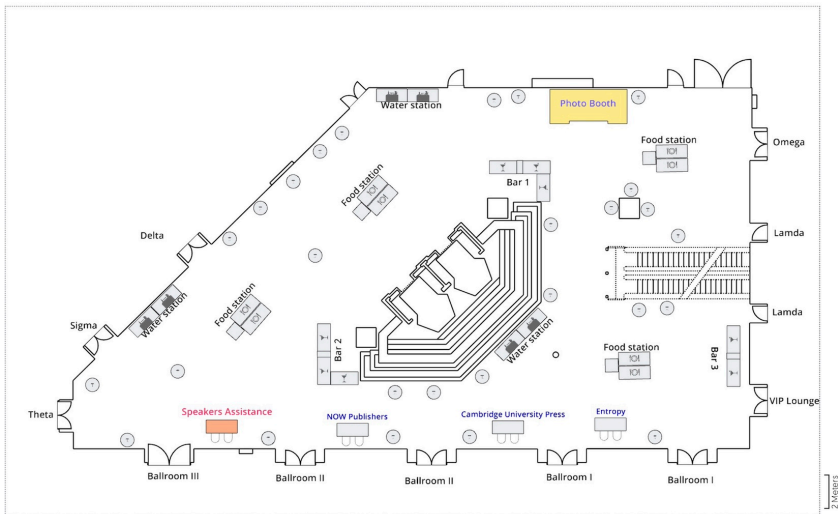 Water station
Photo Booth
Food station
Omega
Bar 1
Food station
Delta
Lamda
Water station
Food station
Sigma
Lamda
Bar 2
Water station
Food station
Bar 3
Theta
Speakers Assistance
NOW Publishers
Cambridge University Press
Entropy
VIP Lounge
Ballroom III
Ballroom II
Ballroom II
Ballroom I
Ballroom I
2 Meters